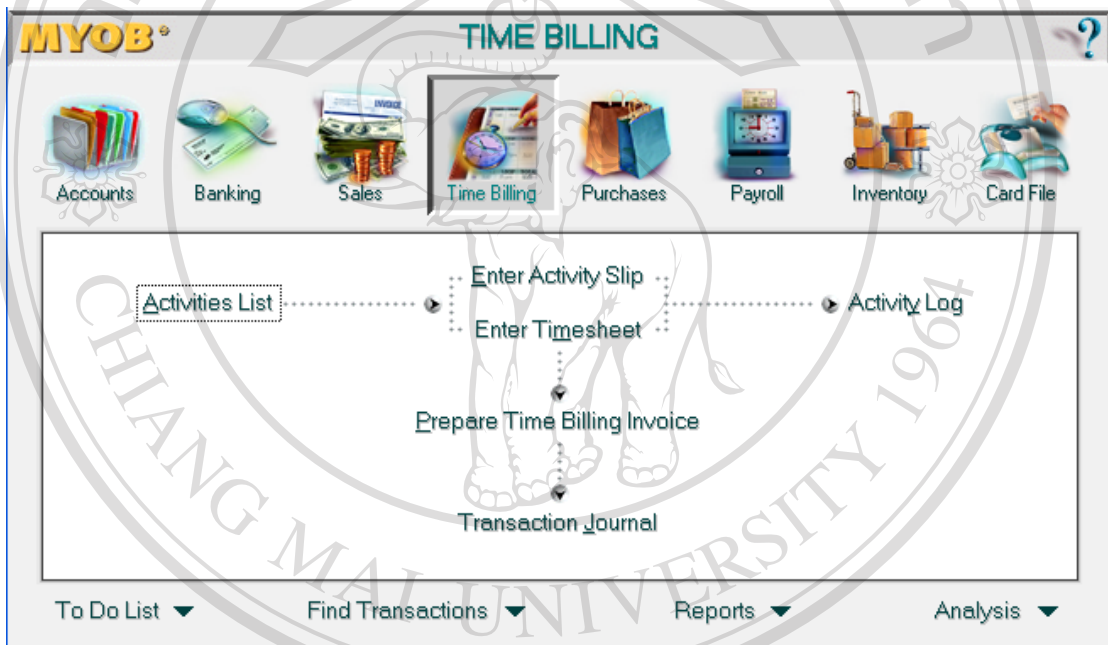 MYOB®
TIME BILLING
?
Accounts Banking Sales Time Billing Purchases Payroll Inventory Card File
INVOICE
Enter Activity Slip
Activities List Activity Log
Enter Timesheet
Prepare Time Billing Invoice
Transaction Journal
To Do List Find Transactions Reports Analysis
CHIANG MAI UNIVERSITY 1964